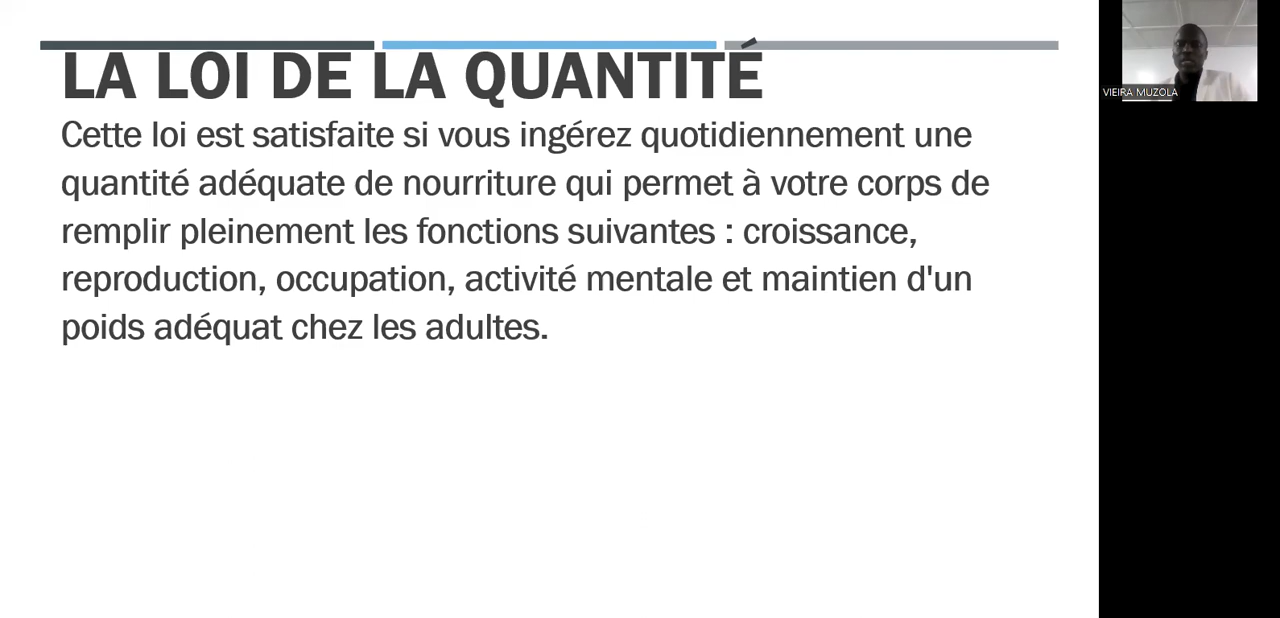 LA LOI DE LA QUANTITÉ
Cette loi est satisfaite si vous ingérez quotidiennement une
quantité adéquate de nourriture qui permet à votre corps de
remplir pleinement les fonctions suivantes : croissance,
reproduction, occupation, activité mentale et maintien d'un
poids adéquat chez les adultes.
VIEIRA MUZOLA